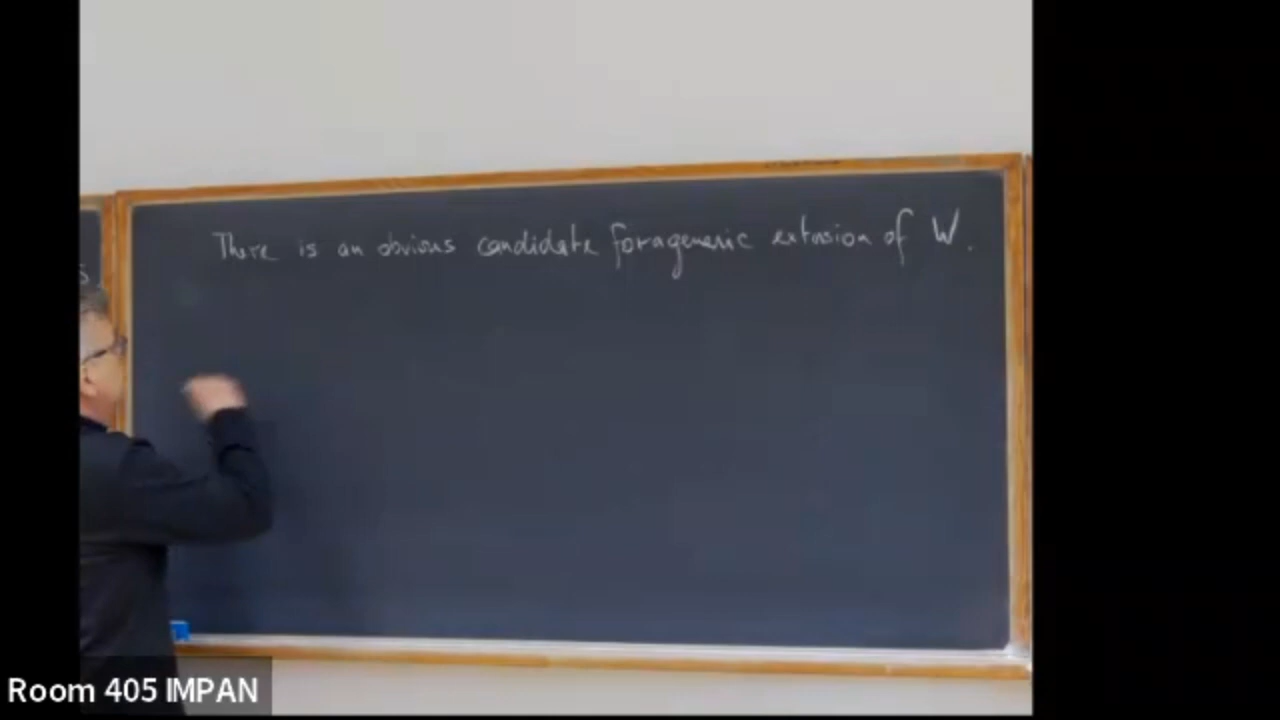 There is an obvious candidate for a generic extension of W.
Room 405 IMPAN